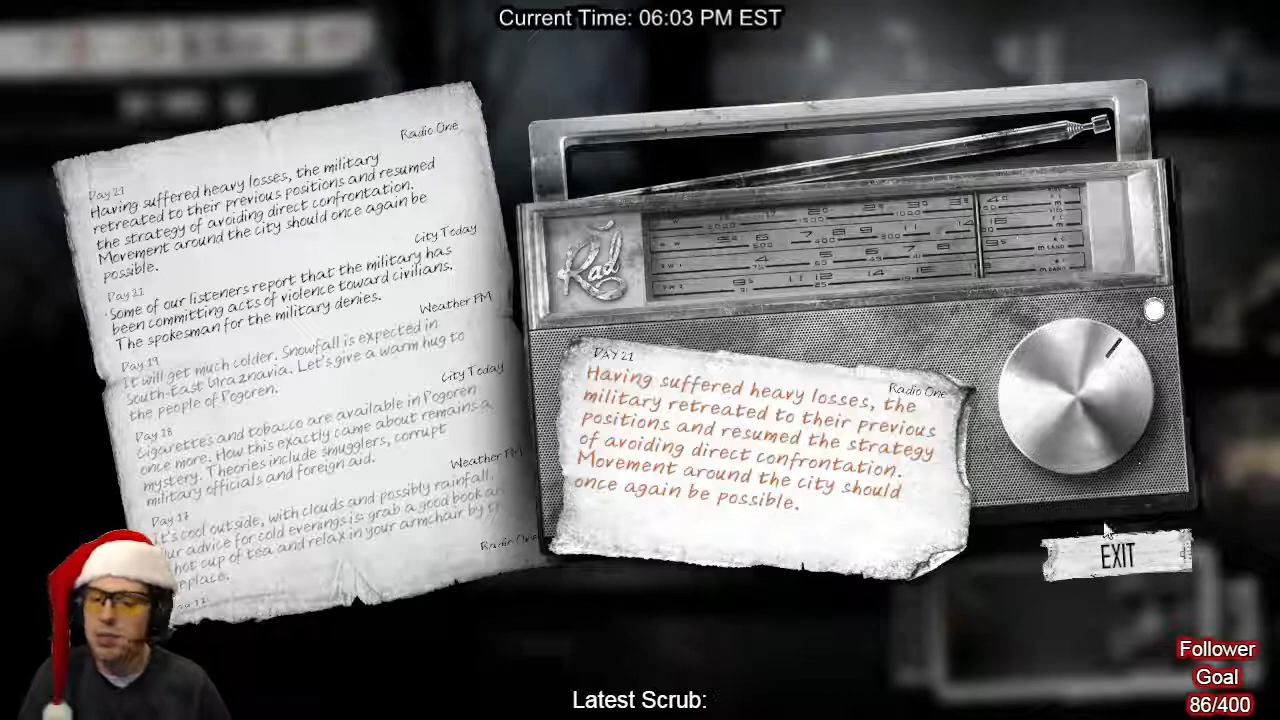 Current Time: 06:03 PM EST
Radio One
Day 21
Having suffered heavy losses, the military
retreated to their previous positions and resumed
the strategy of avoiding direct confrontation.
Movement around the city should once again be
possible.
City Today
Day 21
Some of our listeners report that the military has
been committing acts of violence toward civilians.
The spokesman for the military denies.
Weather FM
Day 19
It will get much colder. Snowfall is expected in
South-East Graznavia. Let's give a warm hug to
the people of Pogoren.
City Today
Day 18
Cigarettes and tobacco are available in Pogoren
once more. How this exactly came about remains a
mystery. Theories include smugglers, corrupt
military officials and foreign aid.
Weather FM
Day 17
It's cool outside, with clouds and possibly rainfall.
Our advice for cold evenings is: grab a good book an
hot cup of tea and relax in your armchair by
replace.
Radio One
Rad
DAY 21
Radio One
Having suffered heavy losses, the
military retreated to their previous
positions and resumed the strategy
of avoiding direct confrontation.
Movement around the city should
once again be possible.
EXIT
Follower
Goal
86/400
Latest Scrub: